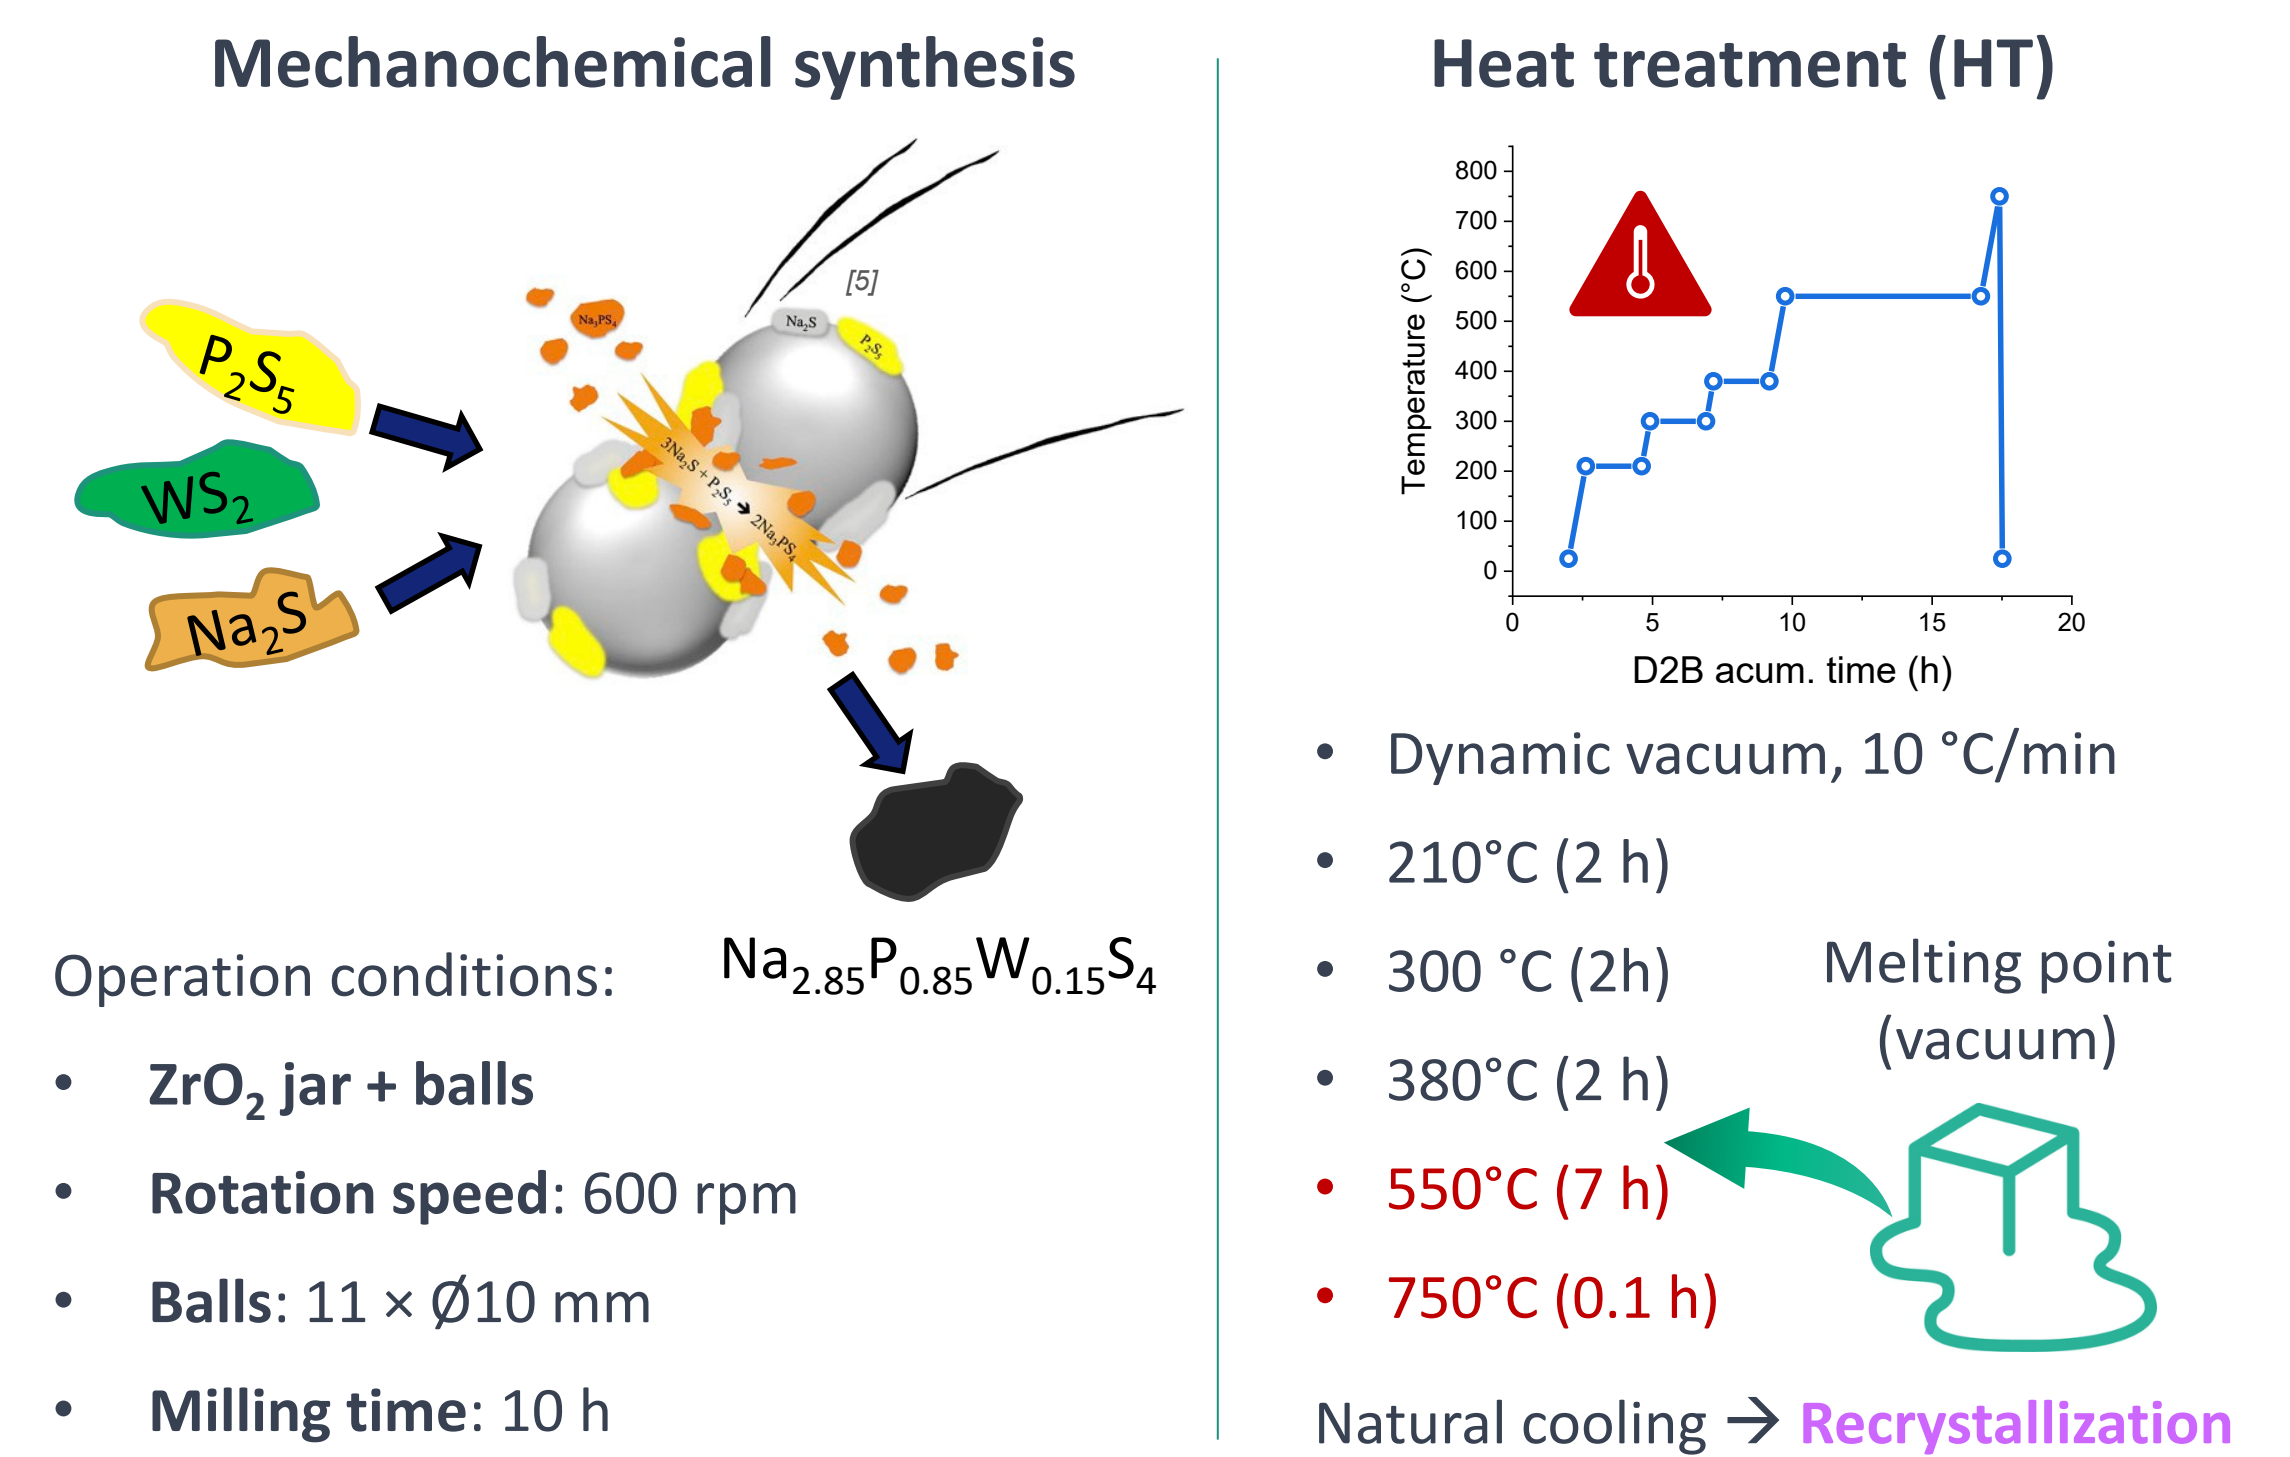 Mechanochemical synthesis
P₂S₅
WS₂
Na₂S
[5]
Na₃PS₄
Na₂S
P₂S₅
3Na₂S + P₂S₅ ➔ 2Na₃PS₄
Na₂.₈₅P₀.₈₅W₀.₁₅S₄
Operation conditions:
• ZrO₂ jar + balls
• Rotation speed: 600 rpm
• Balls: 11 × Ø10 mm
• Milling time: 10 h
Heat treatment (HT)
Temperature (°C)
800
700
600
500
400
300
200
100
0
0 5 10 15 20
D2B acum. time (h)
• Dynamic vacuum, 10 °C/min
• 210°C (2 h)
• 300 °C (2h)
• 380°C (2 h)
• 550°C (7 h)
• 750°C (0.1 h)
Melting point
(vacuum)
Natural cooling → Recrystallization